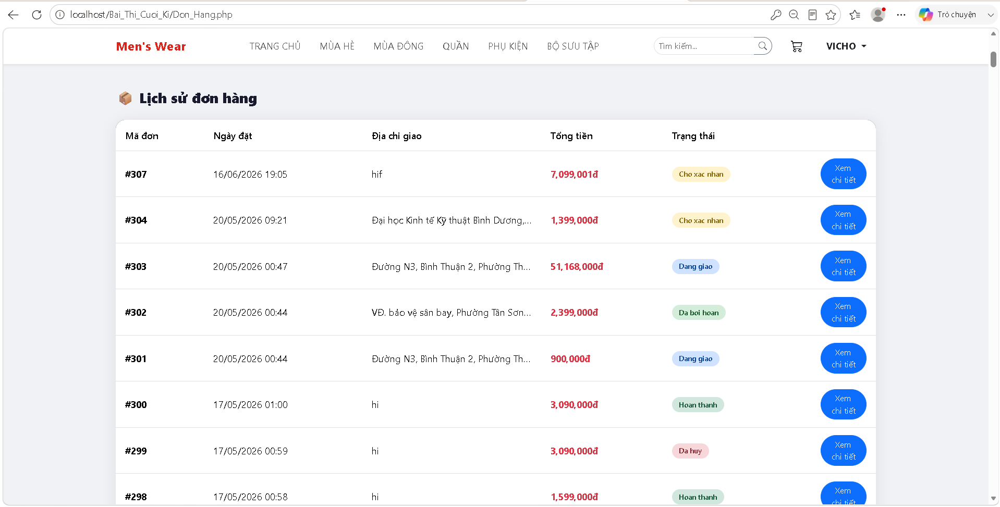 localhost/Bai_Thi_Cuoi_Ki/Don_Hang.php
Trò chuyện
Men's Wear
TRANG CHỦ
MÙA HÈ
MÙA ĐÔNG
QUẦN
PHỤ KIỆN
BỘ SƯU TẬP
Tìm kiếm...
VICHO
Lịch sử đơn hàng
Mã đơn Ngày đặt Địa chỉ giao Tổng tiền Trạng thái
#307 16/06/2026 19:05 hif 7,099,001đ Cho xac nhan Xem chi tiết
#304 20/05/2026 09:21 Đại học Kinh tế Kỹ thuật Bình Dương,... 1,399,000đ Cho xac nhan Xem chi tiết
#303 20/05/2026 00:47 Đường N3, Bình Thuận 2, Phường Th... 51,168,000đ Dang giao Xem chi tiết
#302 20/05/2026 00:44 VĐ. bảo vệ sân bay, Phường Tân Sơn... 2,399,000đ Da boi hoan Xem chi tiết
#301 20/05/2026 00:44 Đường N3, Bình Thuận 2, Phường Th... 900,000đ Dang giao Xem chi tiết
#300 17/05/2026 01:00 hi 3,090,000đ Hoan thanh Xem chi tiết
#299 17/05/2026 00:59 hi 3,090,000đ Da huy Xem chi tiết
#298 17/05/2026 00:58 hi 1,599,000đ Hoan thanh Xem chi tiết